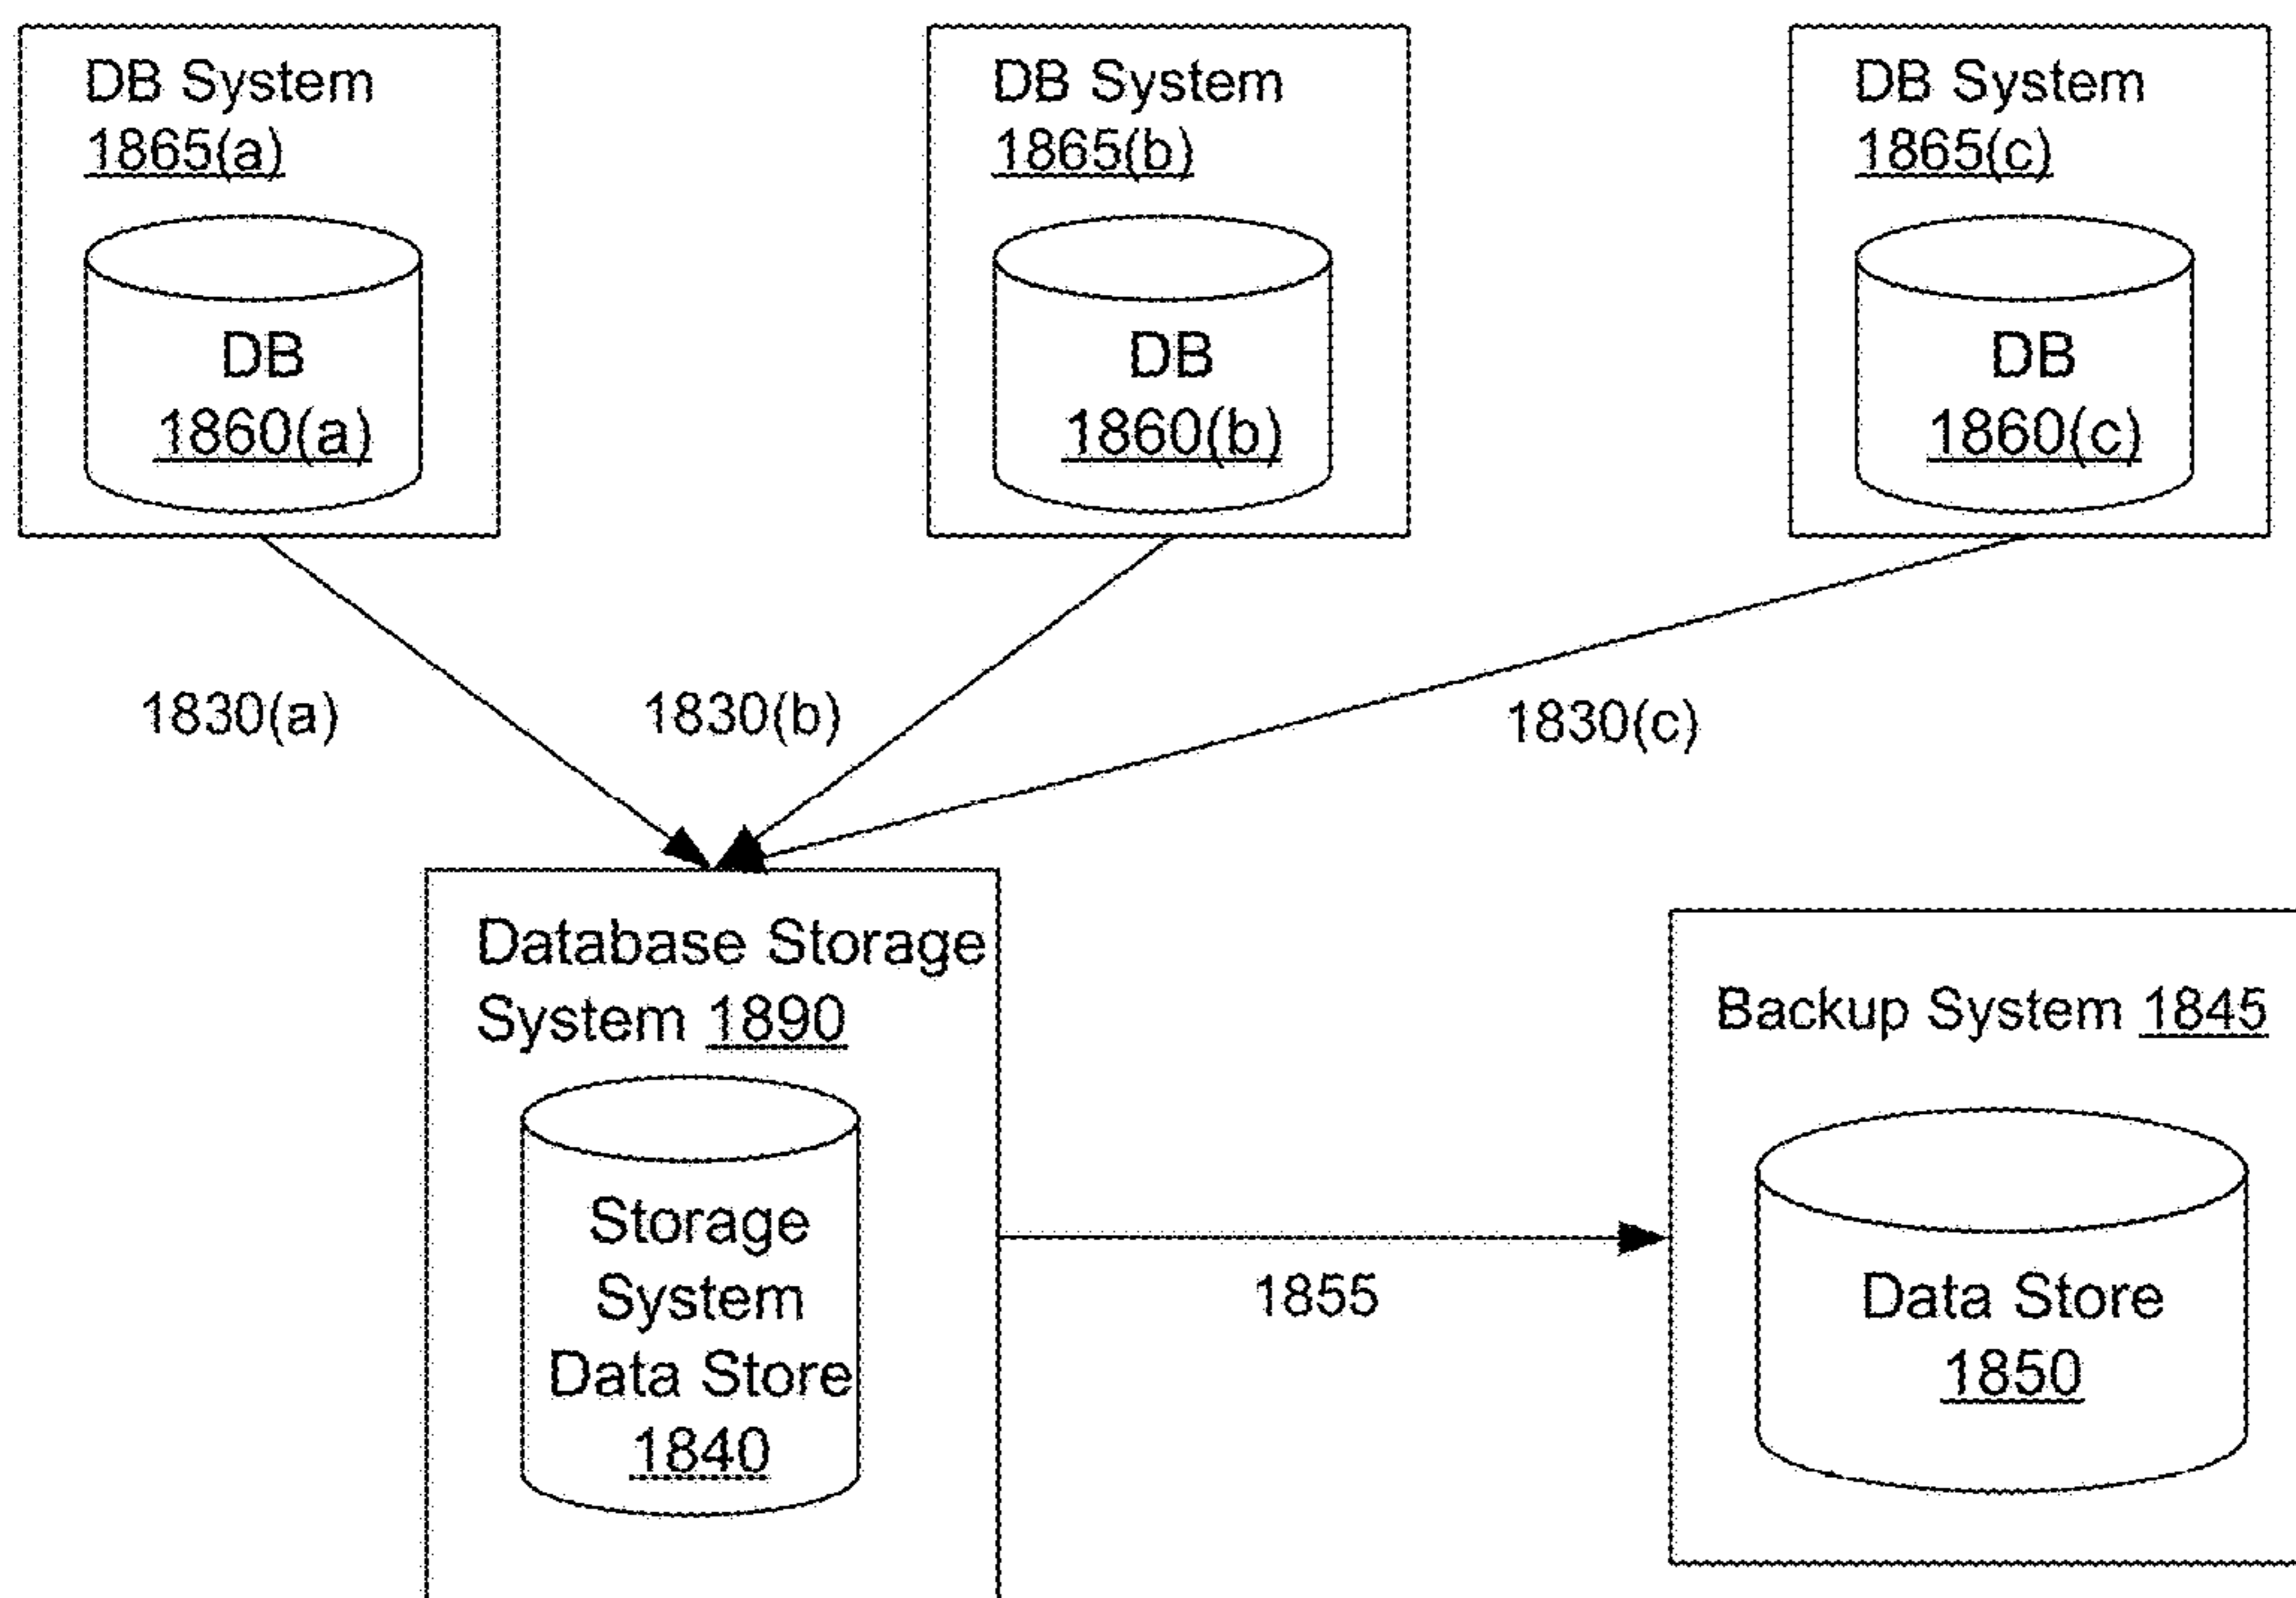 DB System
1865(a)
DB
1860(a)
DB System
1865(b)
DB
1860(b)
DB System
1865(c)
DB
1860(c)
1830(a)
1830(b)
1830(c)
Database Storage
System 1890
Storage
System
Data Store
1840
1855
Backup System 1845
Data Store
1850